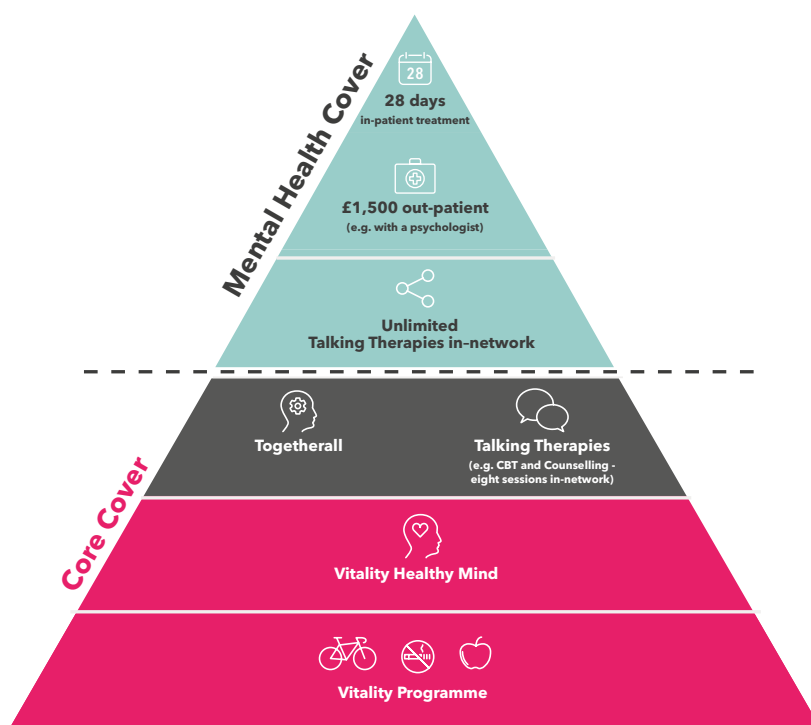 Mental Health Cover
28
28 days
in-patient treatment
£1,500 out-patient
(e.g. with a psychologist)
Unlimited
Talking Therapies in-network
Core Cover
Togetherall
Talking Therapies
(e.g. CBT and Counselling -
eight sessions in-network)
Vitality Healthy Mind
Vitality Programme